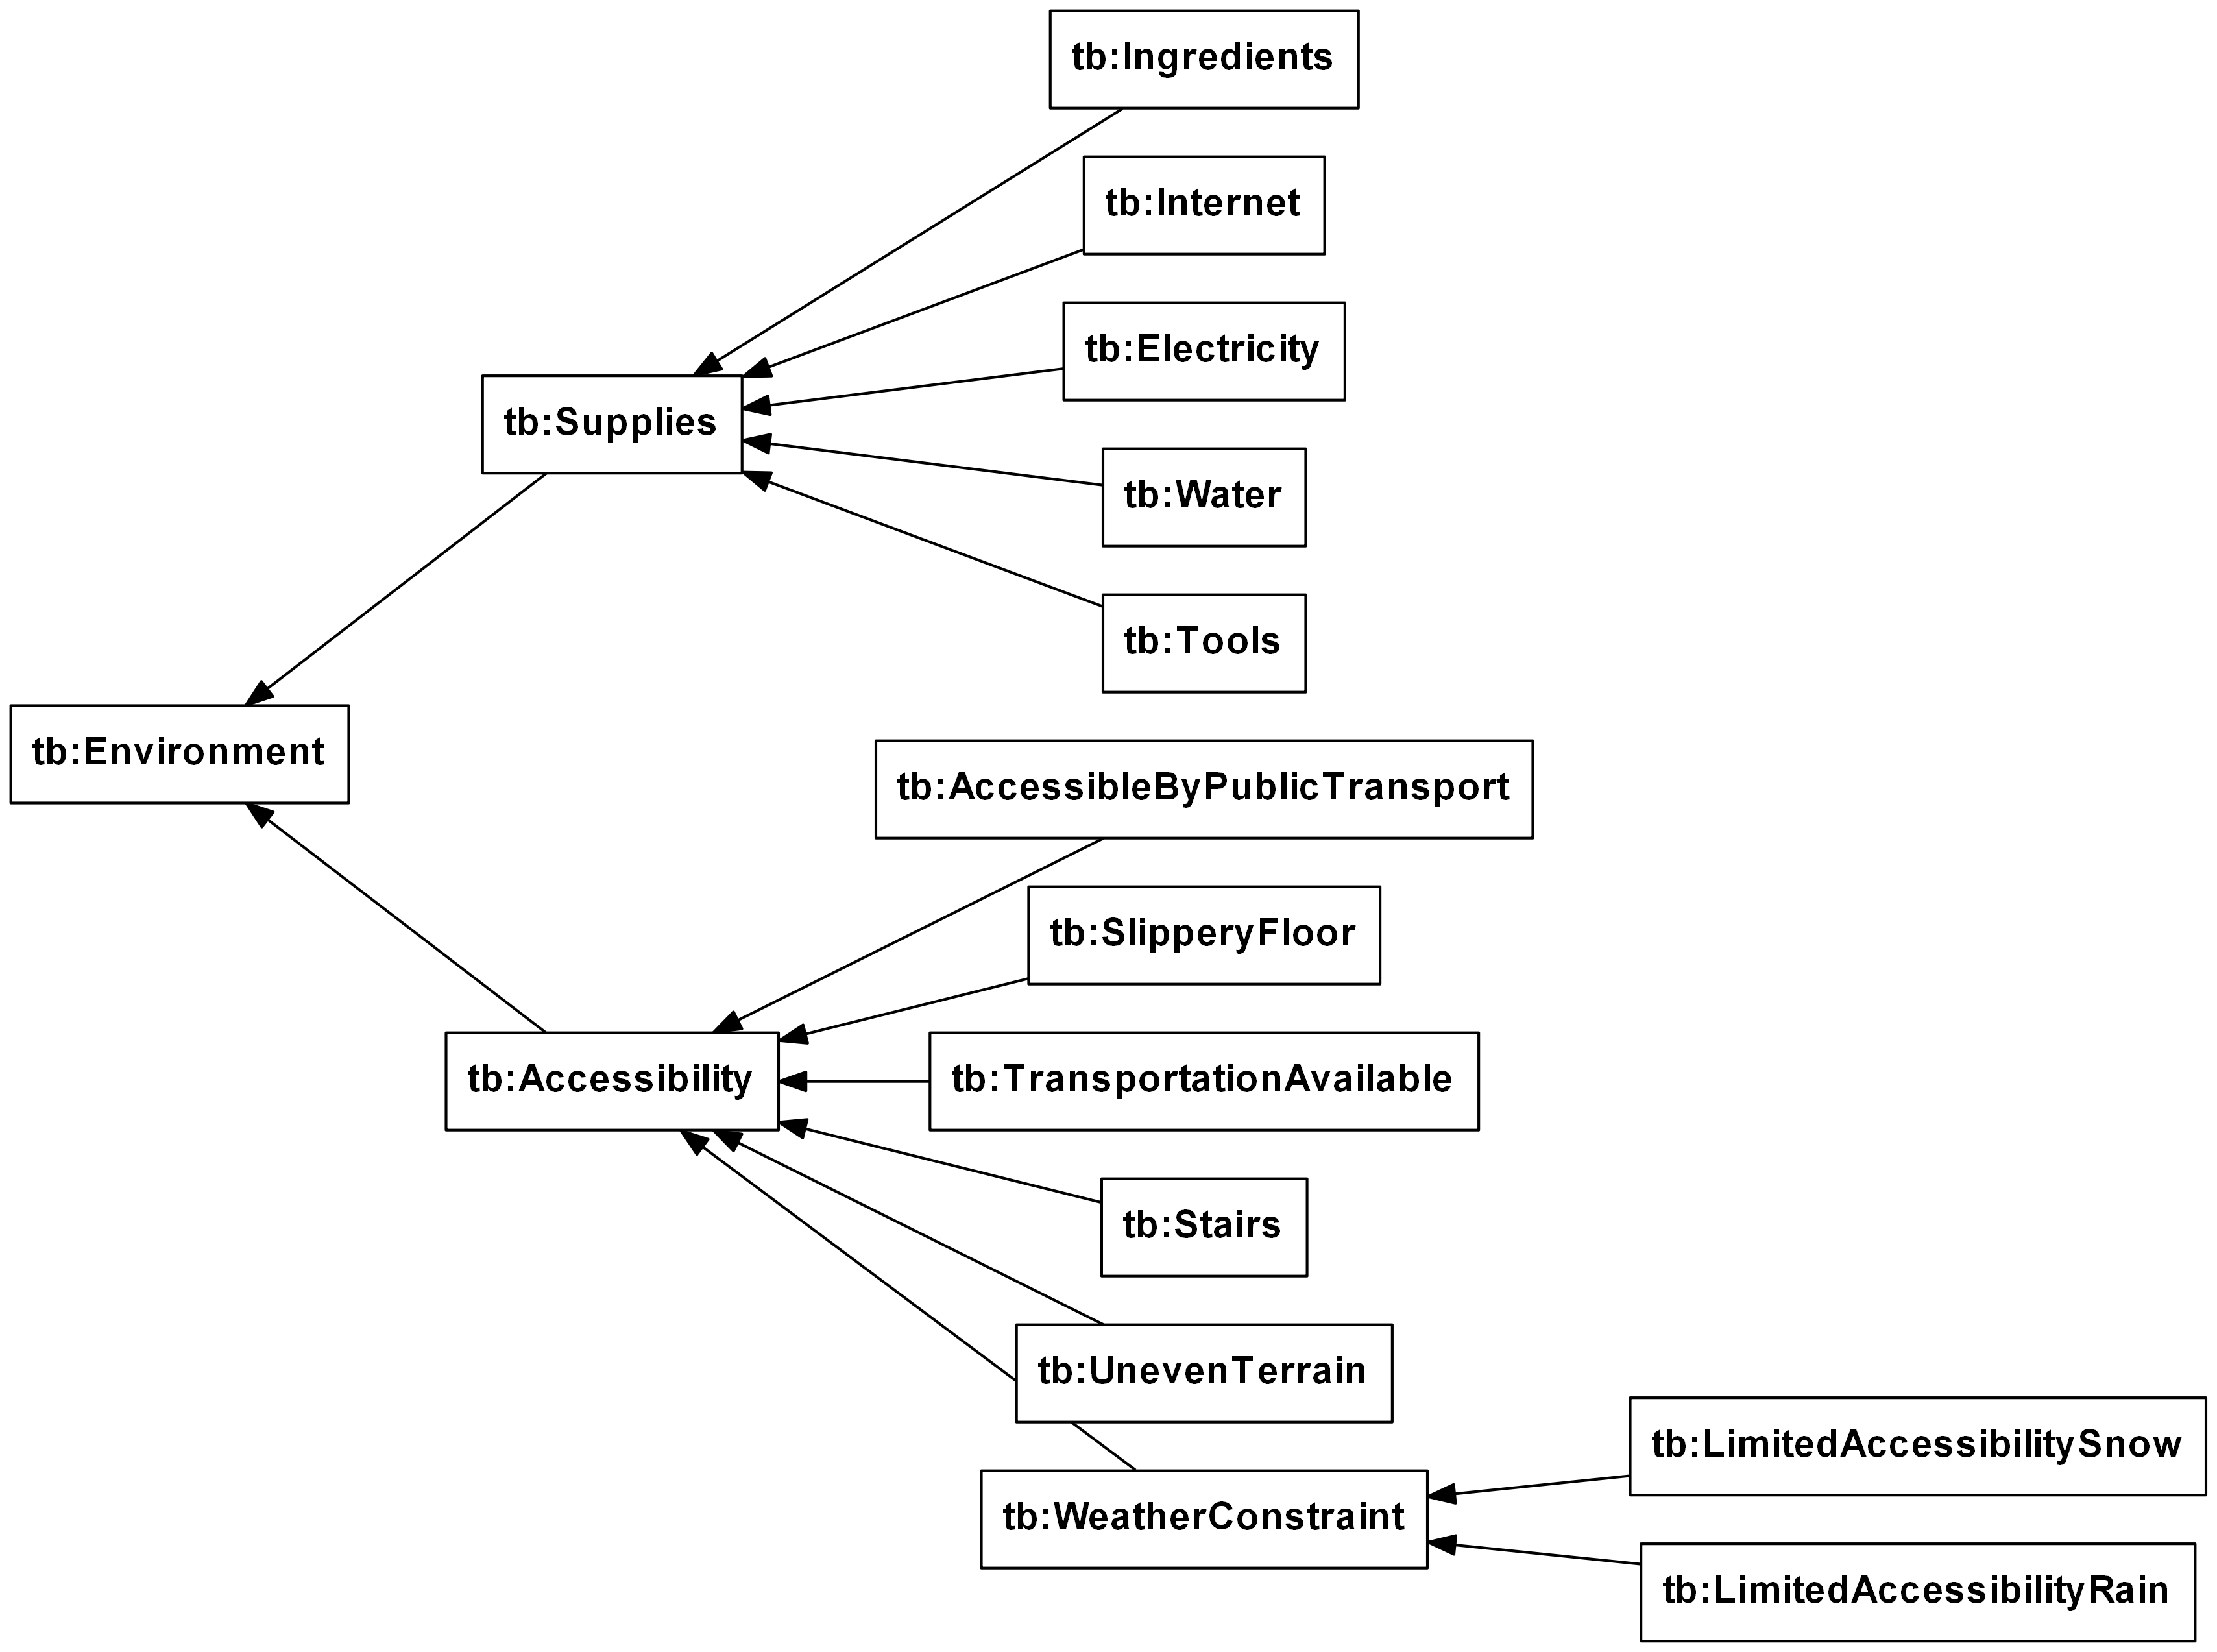 tb:Ingredients
tb:Internet
tb:Electricity
tb:Supplies
tb:Water
tb:Tools
tb:Environment
tb:AccessibleByPublicTransport
tb:SlipperyFloor
tb:Accessibility
tb:TransportationAvailable
tb:Stairs
tb:UnevenTerrain
tb:LimitedAccessibilitySnow
tb:WeatherConstraint
tb:LimitedAccessibilityRain